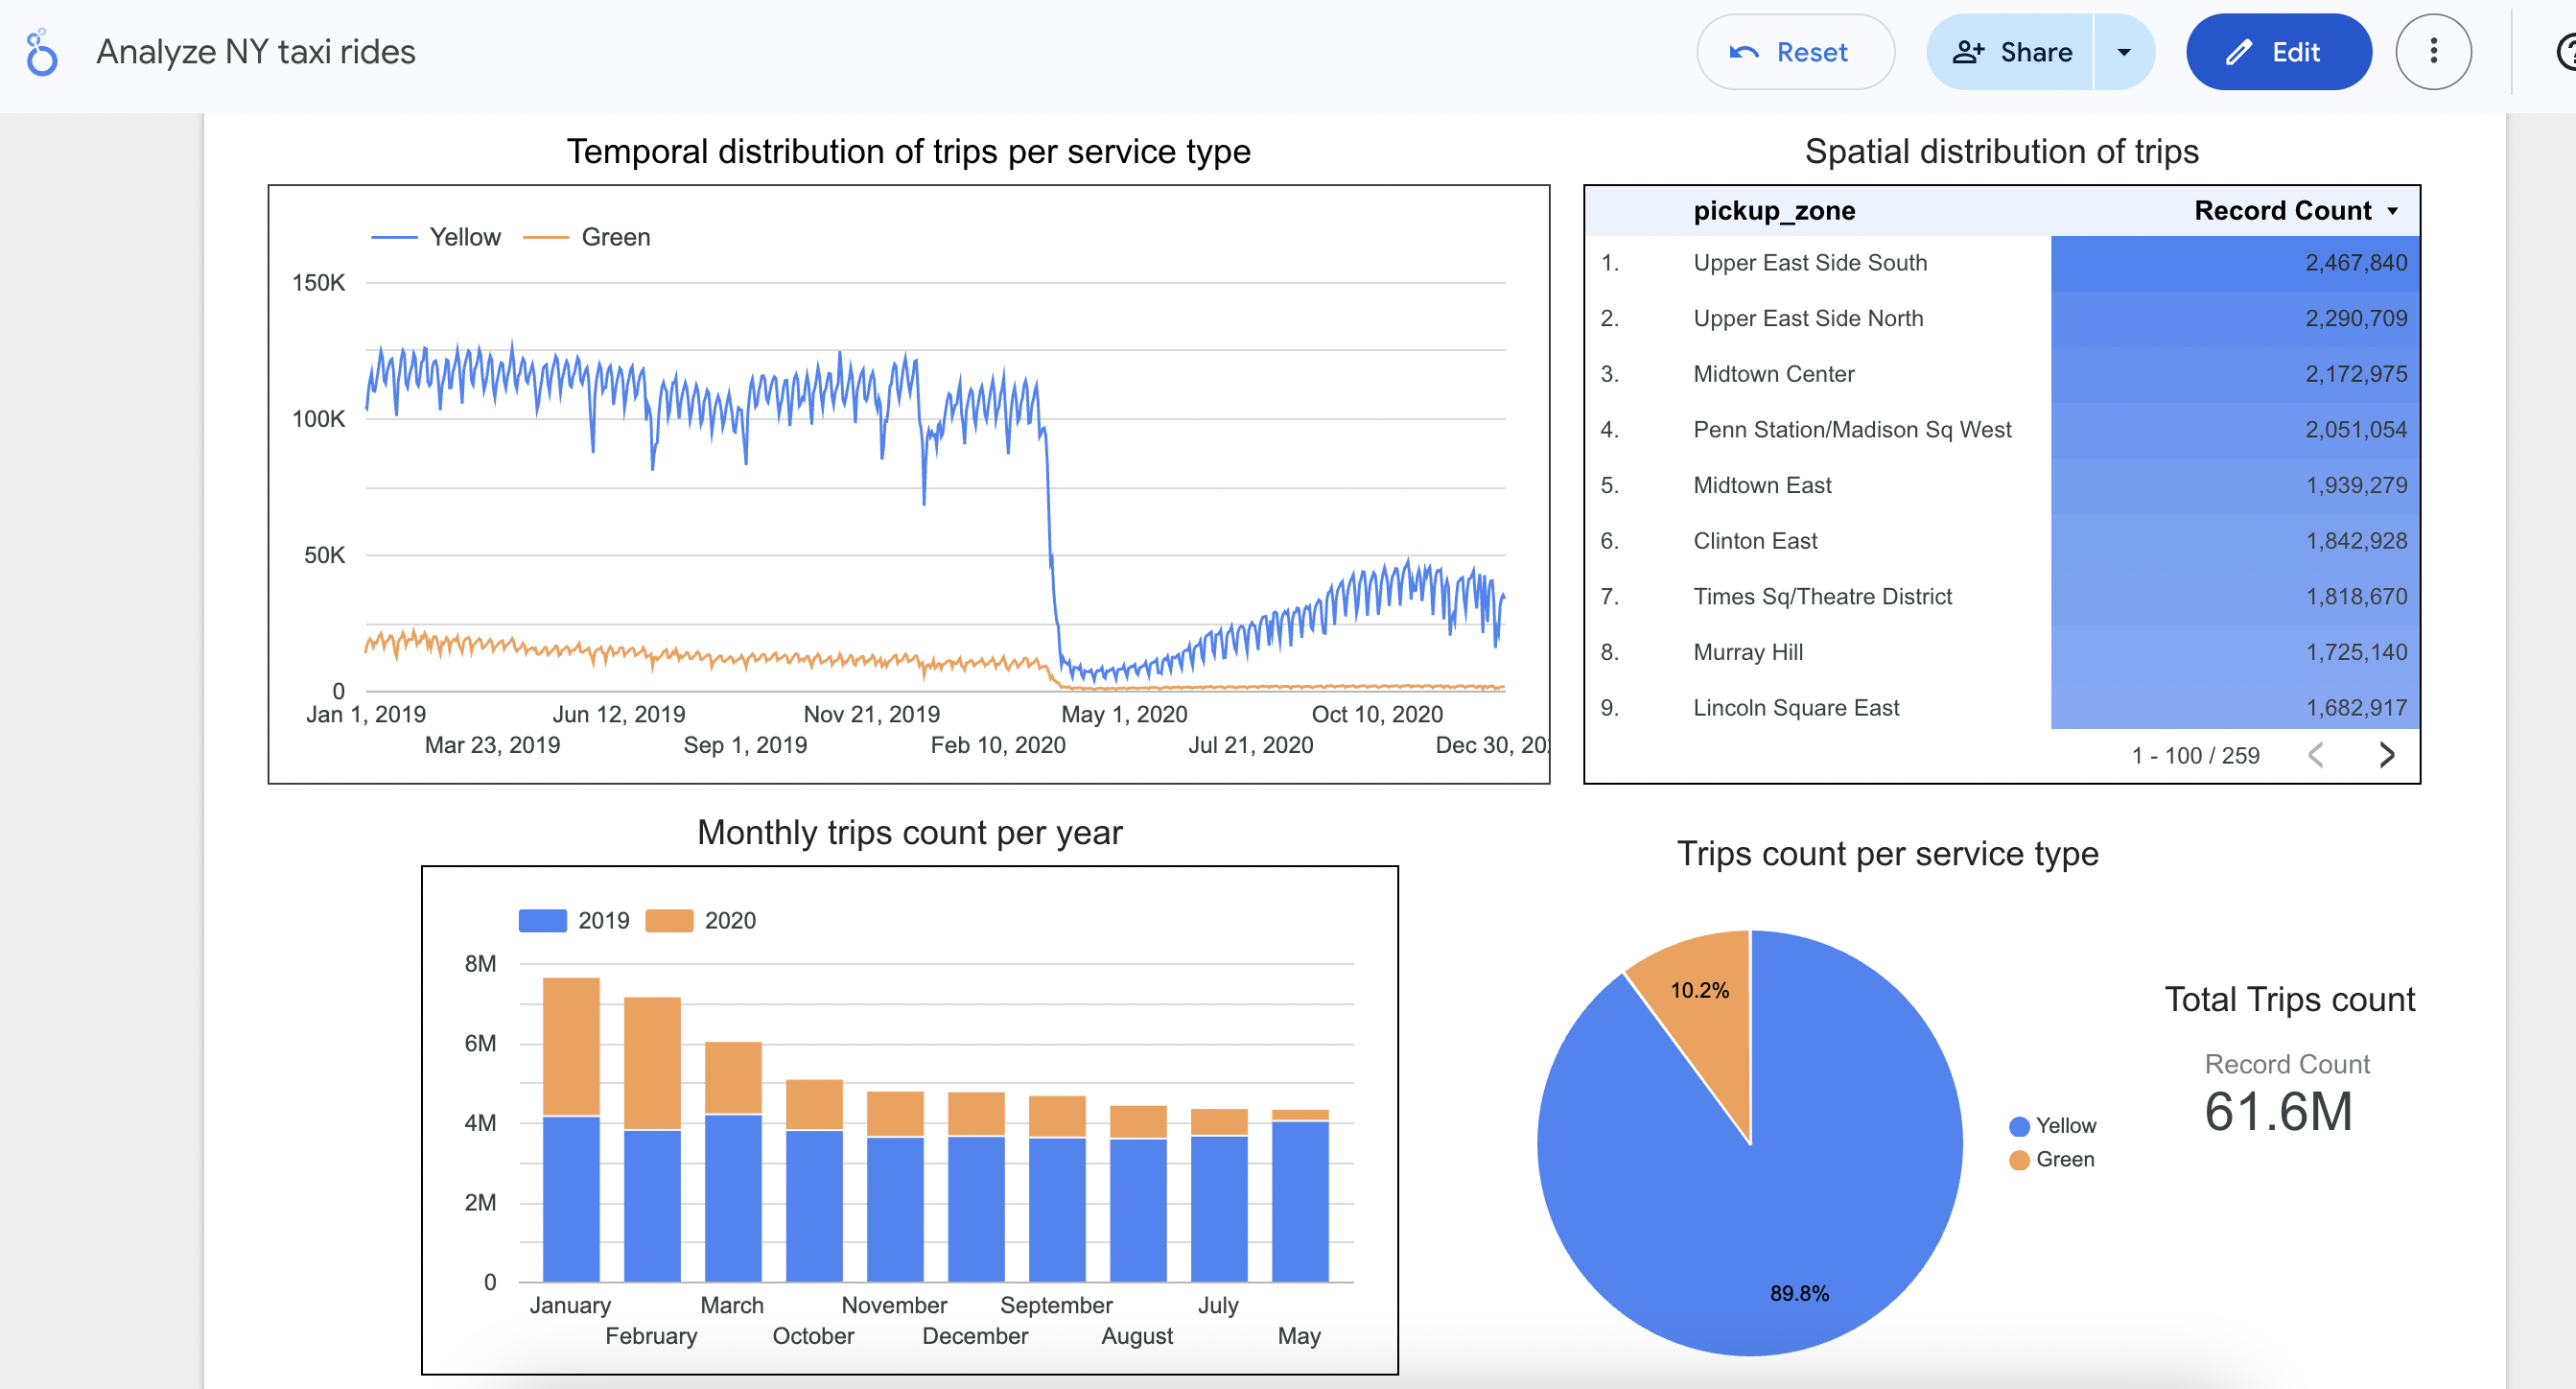 Analyze NY taxi rides
Reset
Share
Edit
Temporal distribution of trips per service type
Yellow Green
150K
100K
50K
0
Jan 1, 2019 Jun 12, 2019 Nov 21, 2019 May 1, 2020 Oct 10, 2020
Mar 23, 2019 Sep 1, 2019 Feb 10, 2020 Jul 21, 2020 Dec 30, 20
Spatial distribution of trips
pickup_zone Record Count
1. Upper East Side South 2,467,840
2. Upper East Side North 2,290,709
3. Midtown Center 2,172,975
4. Penn Station/Madison Sq West 2,051,054
5. Midtown East 1,939,279
6. Clinton East 1,842,928
7. Times Sq/Theatre District 1,818,670
8. Murray Hill 1,725,140
9. Lincoln Square East 1,682,917
1 - 100 / 259
Monthly trips count per year
2019 2020
8M
6M
4M
2M
0
January March November September July
February October December August May
Trips count per service type
10.2%
89.8%
Yellow
Green
Total Trips count
Record Count
61.6M